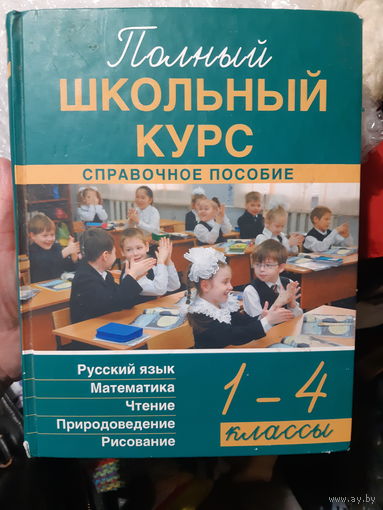 Полный
ШКОЛЬНЫЙ
КУРС
СПРАВОЧНОЕ ПОСОБИЕ
Русский язык
Математика
Чтение
Природоведение
Рисование
1-4
классы
www.ay.by